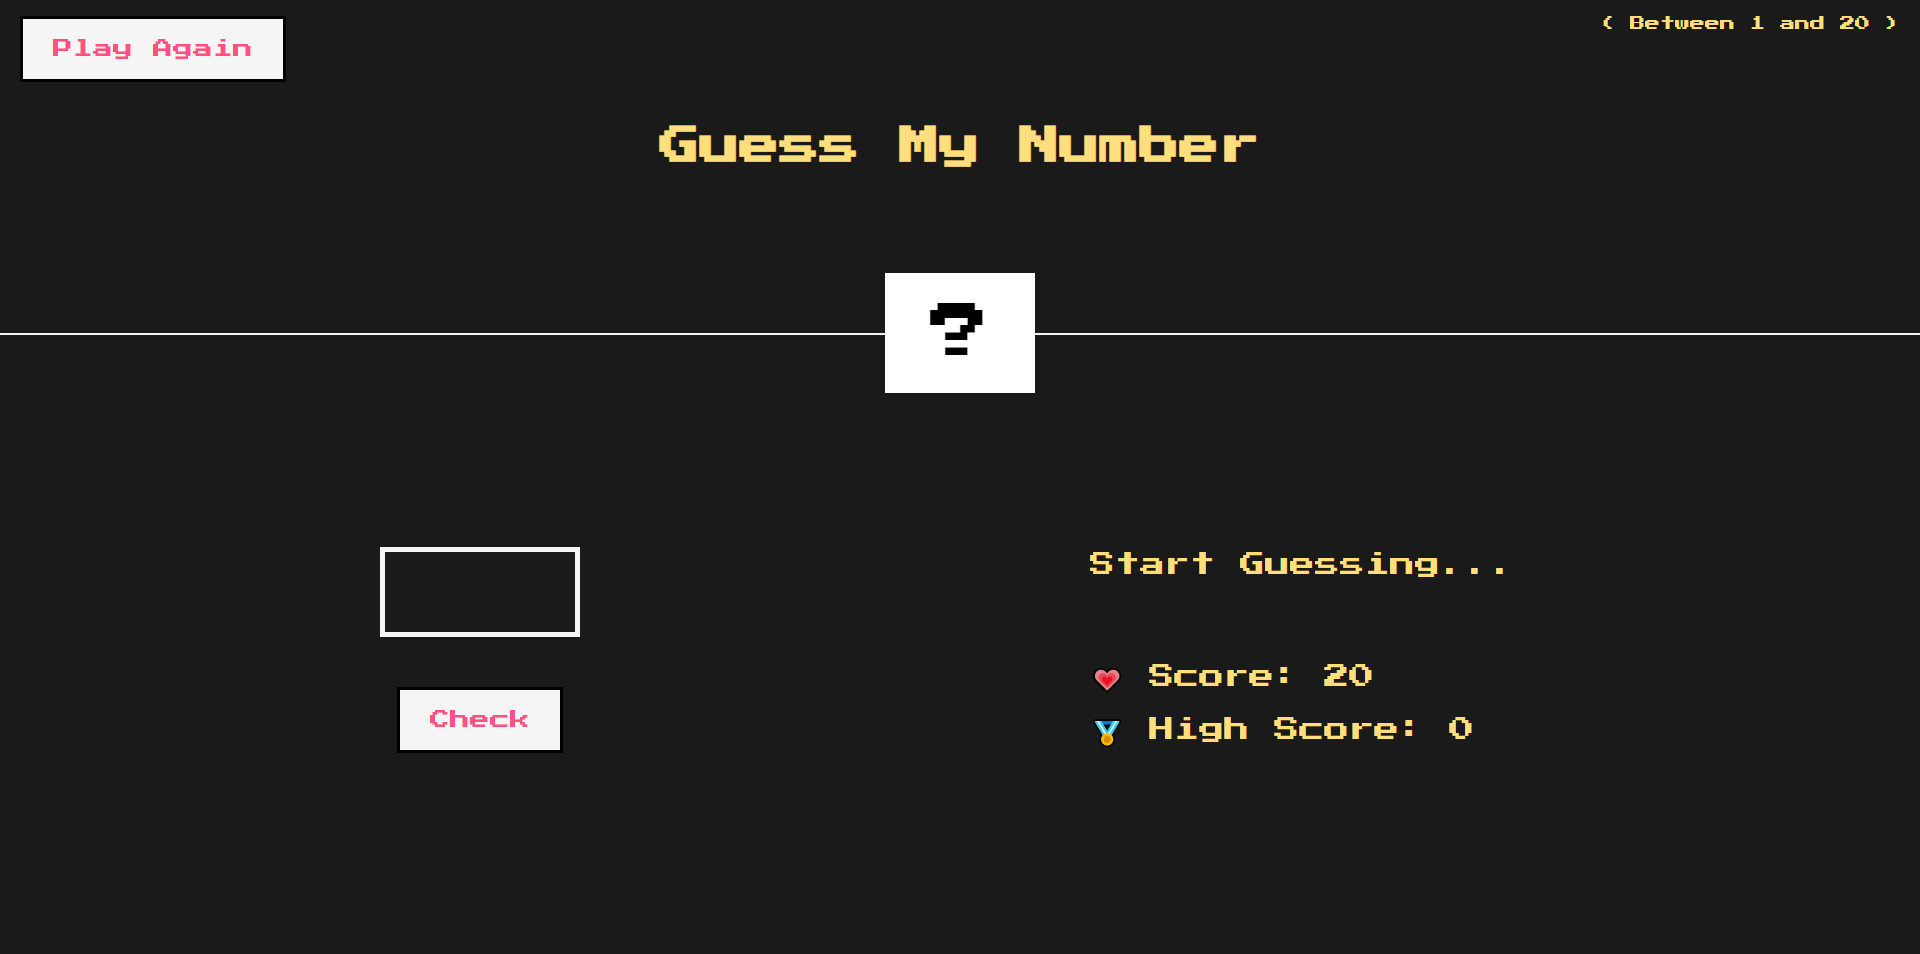 Play Again
( Between 1 and 20 )
Guess My Number
?
Start Guessing...
Check
Score: 20
High Score: 0